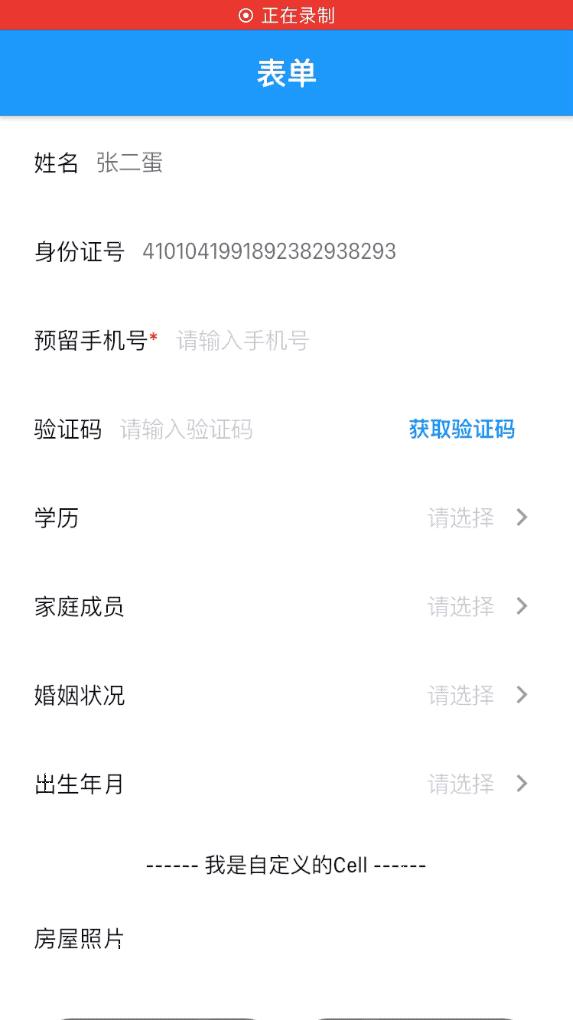 正在录制
表单
姓名 张二蛋
身份证号 4101041991892382938293
预留手机号* 请输入手机号
验证码 请输入验证码 获取验证码
学历 请选择
家庭成员 请选择
婚姻状况 请选择
出生年月 请选择
------ 我是自定义的Cell ------
房屋照片